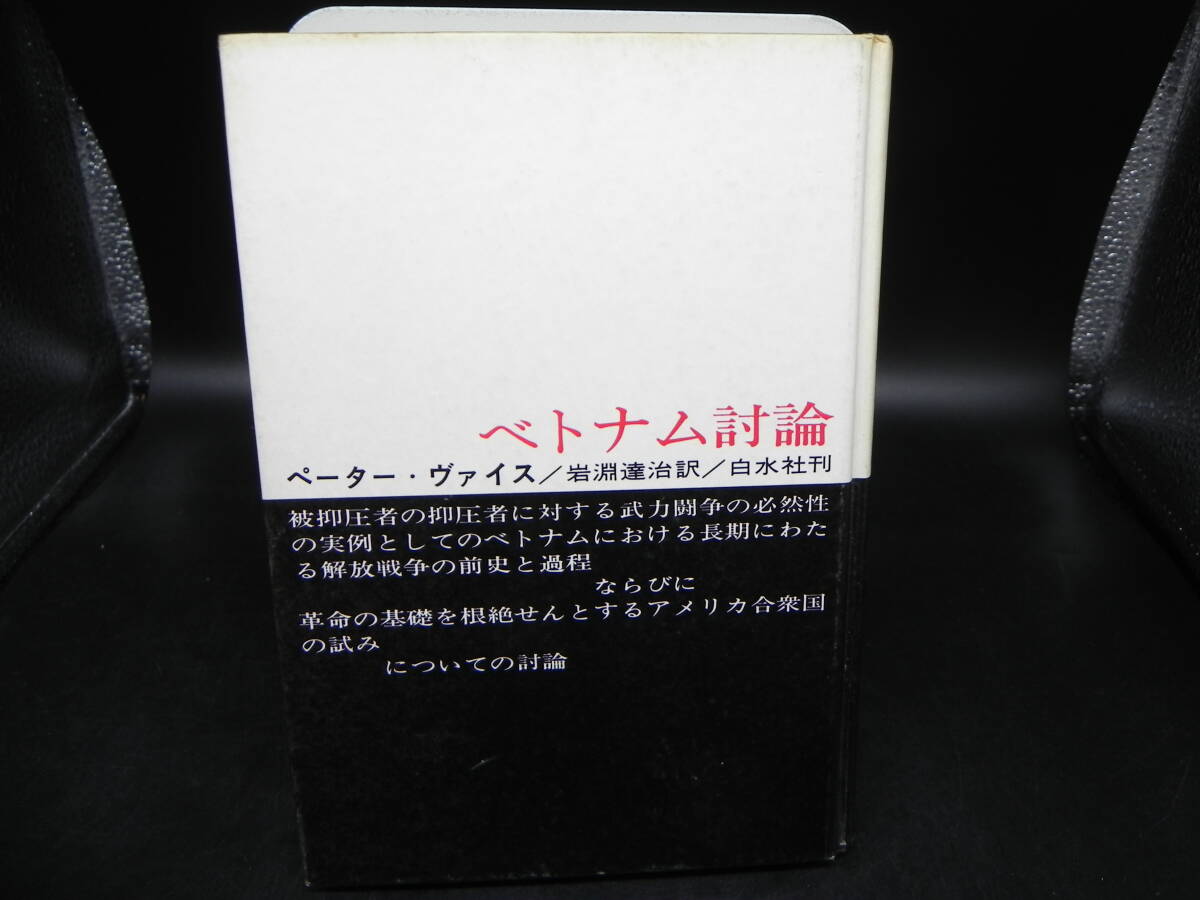 ベトナム討論
ペーター・ヴァイス／岩淵達治訳／白水社刊
被抑圧者の抑圧者に対する武力闘争の必然性
の実例としてのベトナムにおける長期にわた
る解放戦争の前史と過程
ならびに
革命の基礎を根絶せんとするアメリカ合衆国
の試み
についての討論